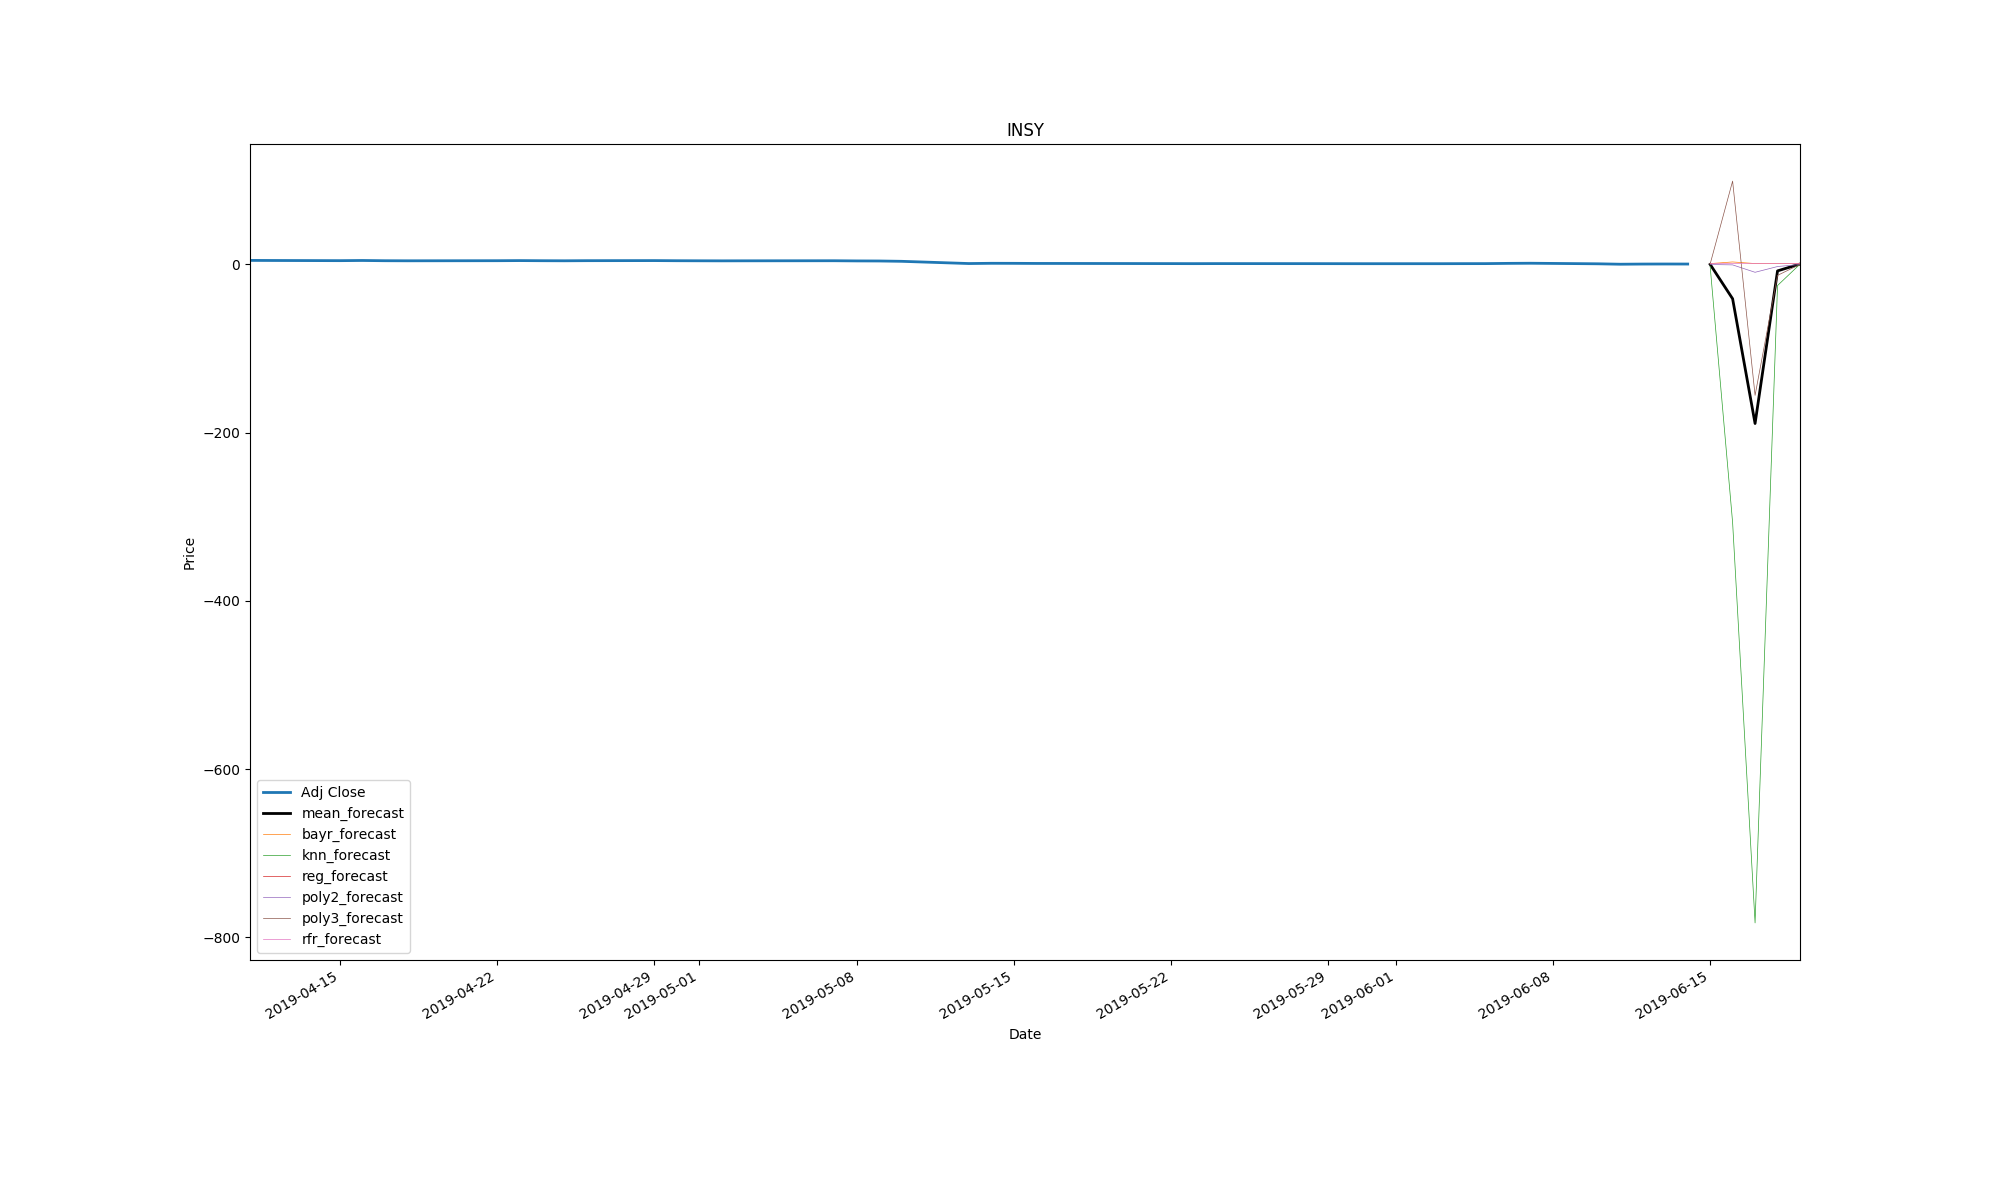 INSY
0
−200
−400
−600
−800
Price
Adj Close
mean_forecast
bayr_forecast
knn_forecast
reg_forecast
poly2_forecast
poly3_forecast
rfr_forecast
2019-04-15
2019-04-22
2019-04-29
2019-05-01
2019-05-08
2019-05-15
2019-05-22
2019-05-29
2019-06-01
2019-06-08
2019-06-15
Date